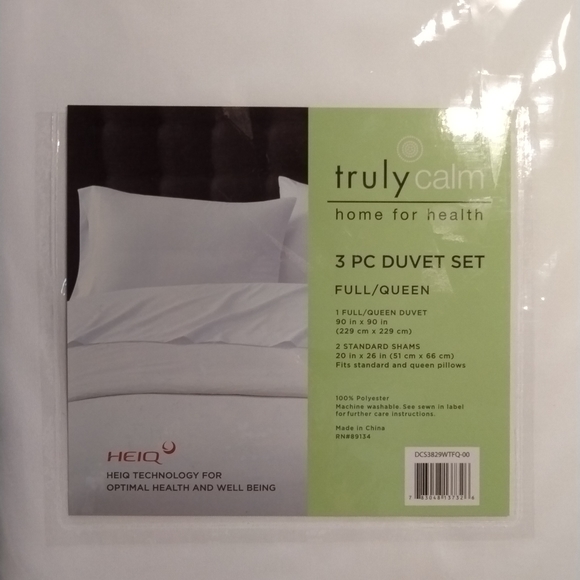 truly calm
home for health
3 PC DUVET SET
FULL/QUEEN
1 FULL/QUEEN DUVET
90 in x 90 in
(229 cm x 229 cm)
2 STANDARD SHAMS
20 in x 26 in (51 cm x 66 cm)
Fits standard and queen pillows
100% Polyester
Machine washable. See sewn in label
for further care instructions.
Made in China
RN#89134
DCS3829WTFQ-00
HEIQ
HEIQ TECHNOLOGY FOR
OPTIMAL HEALTH AND WELL BEING